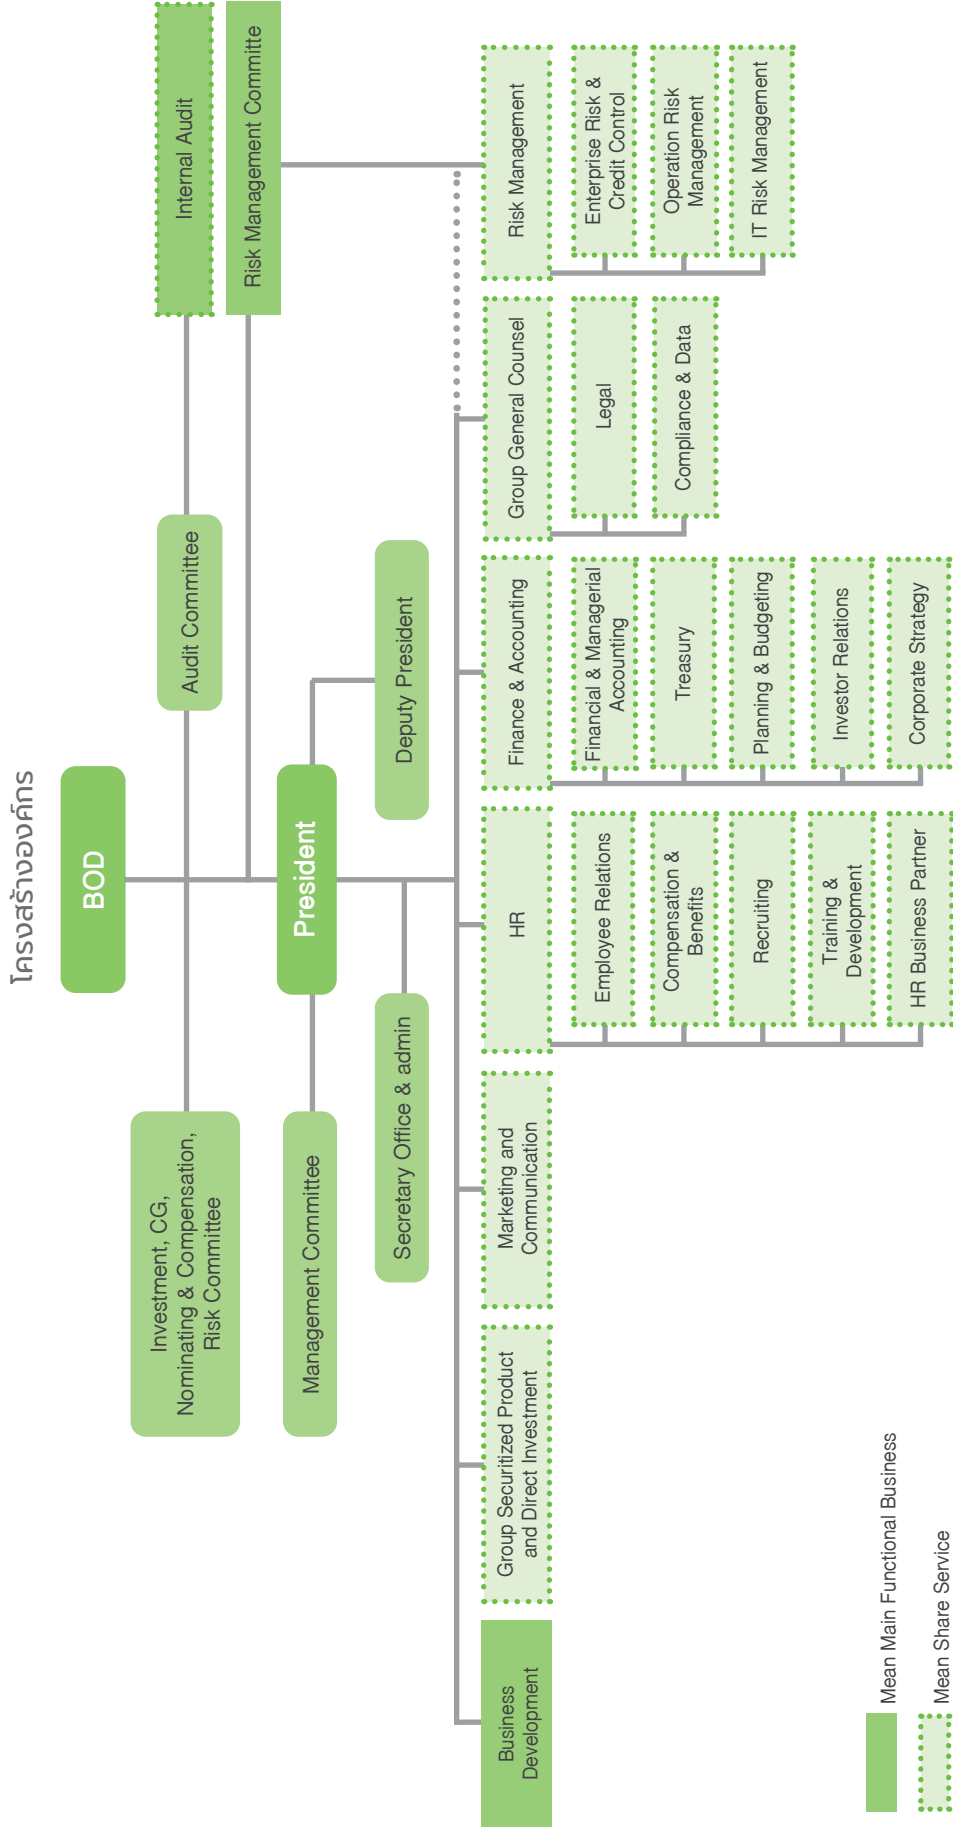 โครงสร้างองค์กร
BOD
Investment, CG,
Nominating & Compensation,
Risk Committee
Audit Committee
Internal Audit
Risk Management Committe
President
Management Committee
Deputy President
Secretary Office & admin
Business
Development
Group Securitized Product
and Direct Investment
Marketing and
Communication
HR
Employee Relations
Compensation &
Benefits
Recruiting
Training &
Development
HR Business Partner
Finance & Accounting
Financial & Managerial
Accounting
Treasury
Planning & Budgeting
Investor Relations
Corporate Strategy
Group General Counsel
Legal
Compliance & Data
Risk Management
Enterprise Risk &
Credit Control
Operation Risk
Management
IT Risk Management
Mean Main Functional Business
Mean Share Service